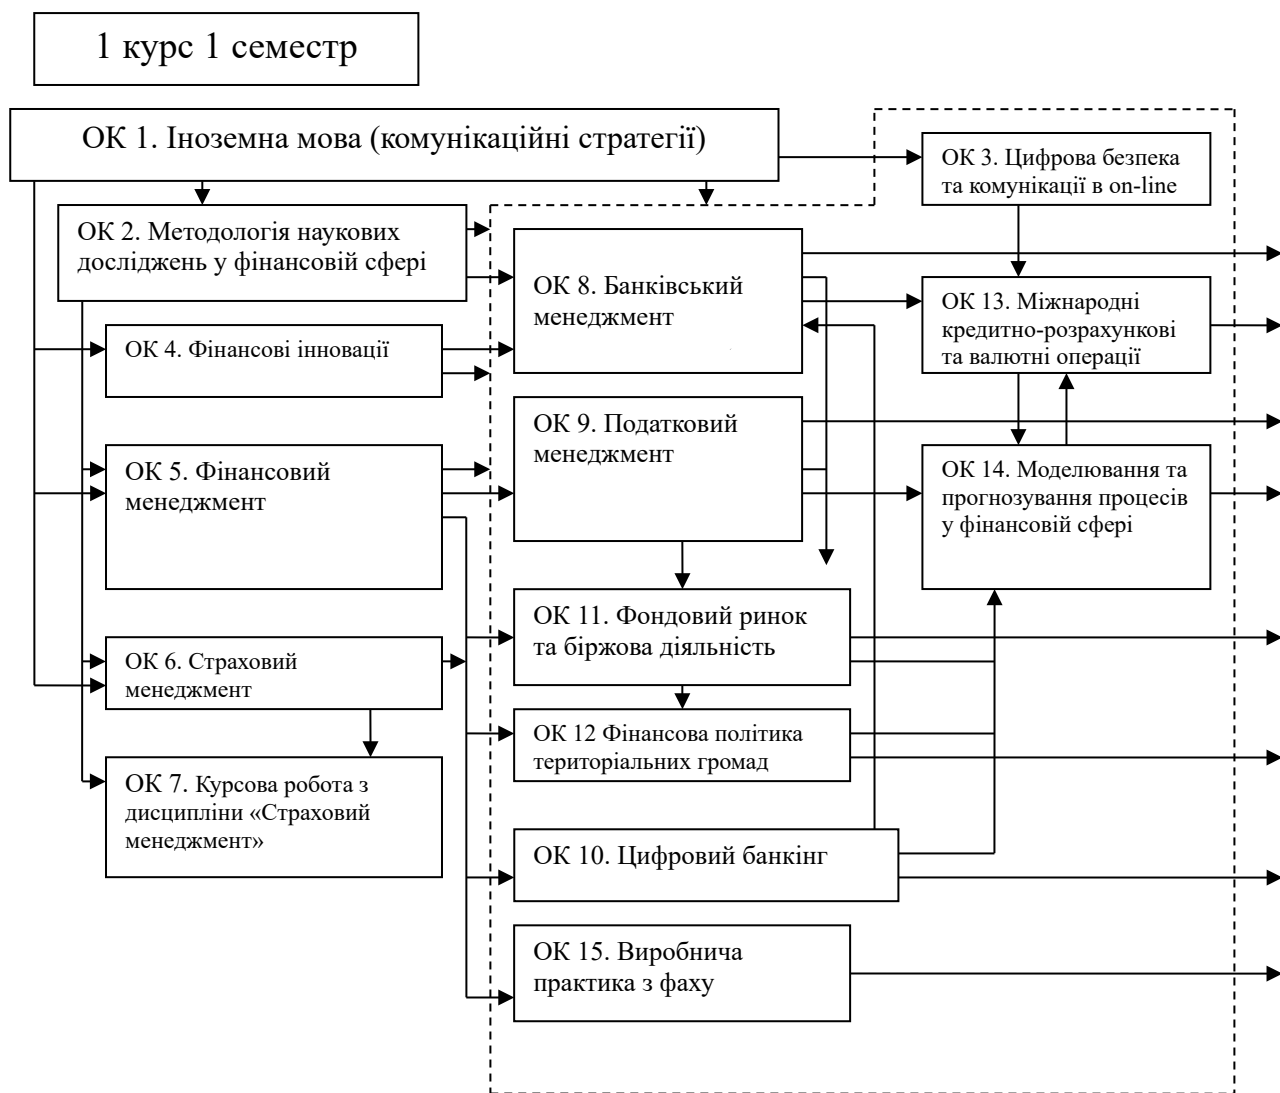 1 курс 1 семестр
ОК 1. Іноземна мова (комунікаційні стратегії)
ОК 3. Цифрова безпека
та комунікації в on-line
ОК 2. Методологія наукових
досліджень у фінансовій сфері
ОК 8. Банківський
менеджмент
ОК 13. Міжнародні
кредитно-розрахункові
та валютні операції
ОК 4. Фінансові інновації
ОК 9. Податковий
менеджмент
ОК 5. Фінансовий
менеджмент
ОК 14. Моделювання та
прогнозування процесів
у фінансовій сфері
ОК 11. Фондовий ринок
та біржова діяльність
ОК 6. Страховий
менеджмент
ОК 12 Фінансова політика
територіальних громад
ОК 7. Курсова робота з
дисципліни «Страховий
менеджмент»
ОК 10. Цифровий банкінг
ОК 15. Виробнича
практика з фаху